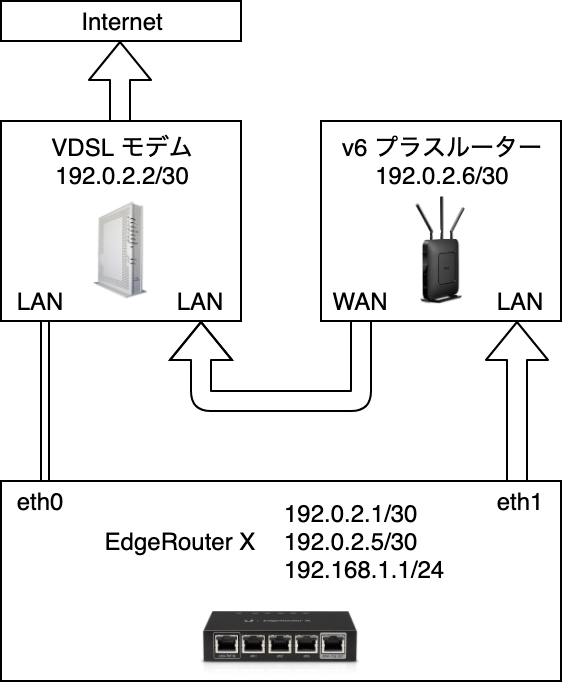 Internet
VDSL モデム
192.0.2.2/30
LAN
LAN
v6 プラスルーター
192.0.2.6/30
WAN
LAN
eth0
eth1
EdgeRouter X
192.0.2.1/30
192.0.2.5/30
192.168.1.1/24
EdgeRouter X